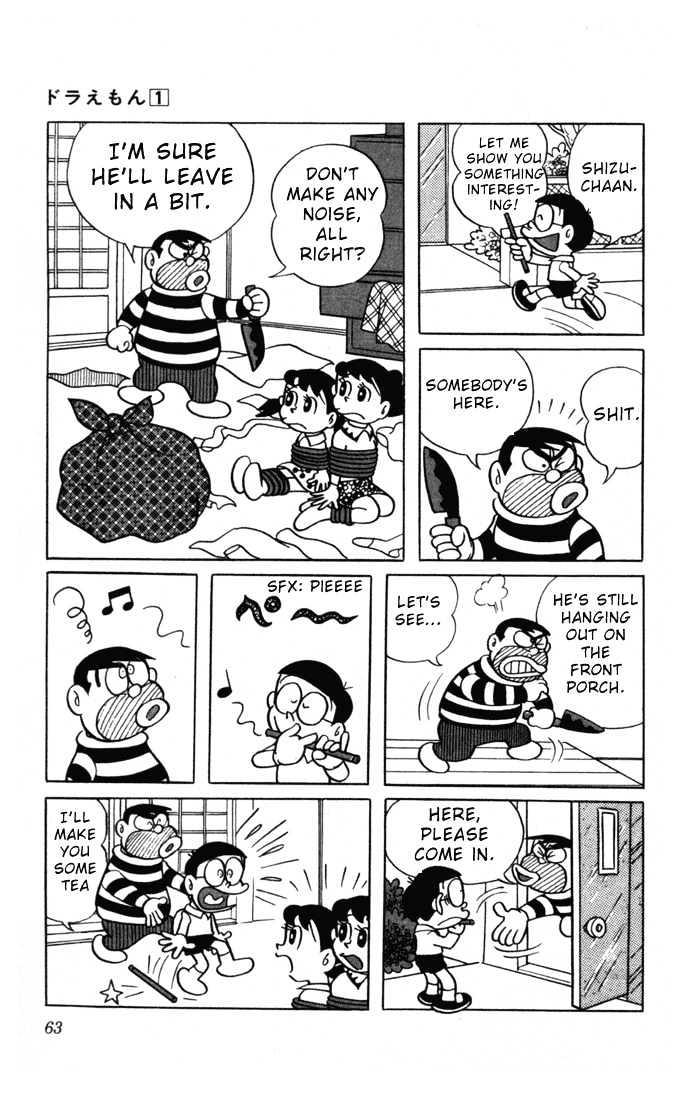 ドラえもん1
SHIZU-
CHAAN.
LET ME
SHOW YOU
SOMETHING
INTEREST-
ING!
SHIT.
SOMEBODY'S
HERE.
DON'T
MAKE ANY
NOISE,
ALL
RIGHT?
I'M SURE
HE'LL LEAVE
IN A BIT.
HE'S STILL
HANGING
OUT ON
THE
FRONT
PORCH.
LET'S
SEE...
SFX: PIEEEE
ペ〜
HERE,
PLEASE
COME IN.
I'LL
MAKE
YOU
SOME
TEA
63